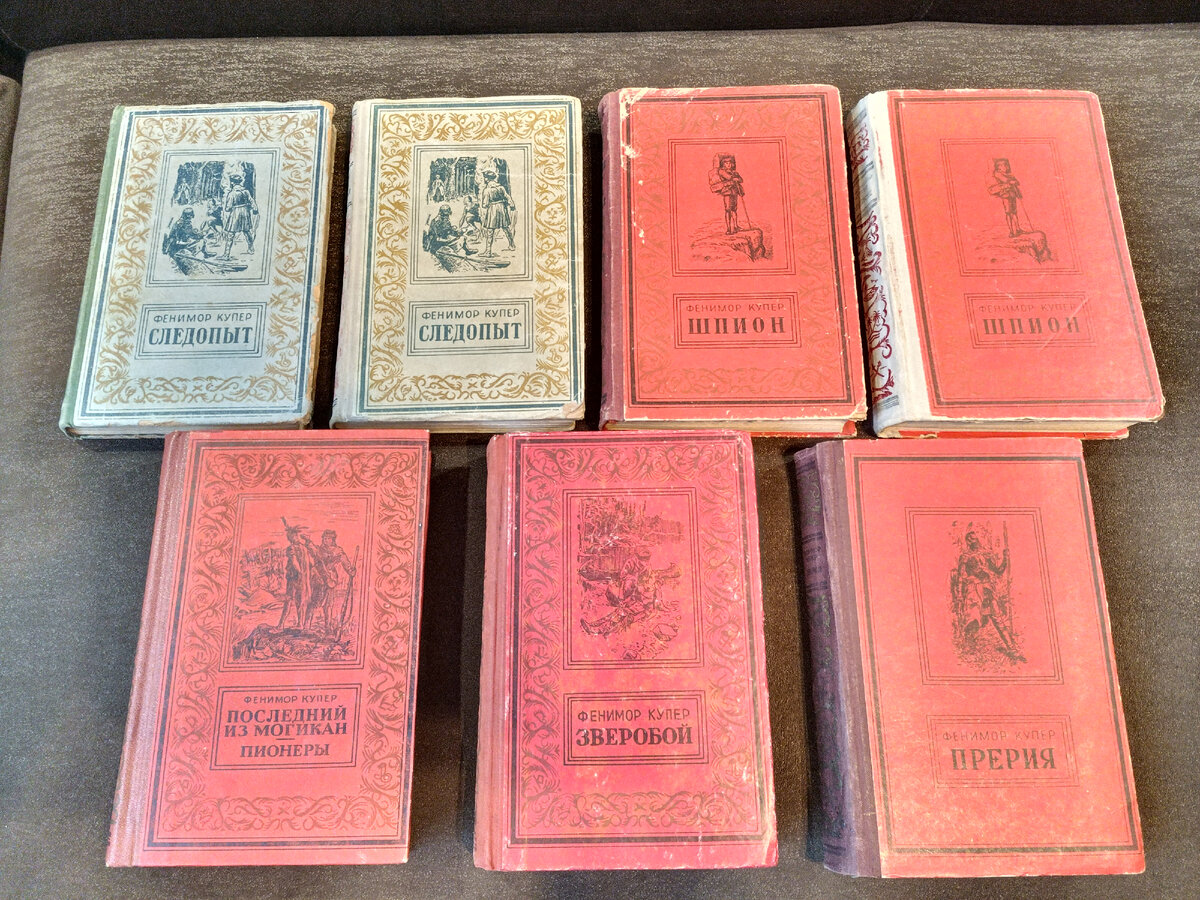 ФЕНИМОР КУПЕР
СЛЕДОПЫТ
ФЕНИМОР КУПЕР
СЛЕДОПЫТ
ФЕНИМОР КУПЕР
ШПИОН
ФЕНИМОР КУПЕР
ШПИОН
ФЕНИМОР КУПЕР
ПОСЛЕДНИЙ
ИЗ МОГИКАН
ПИОНЕРЫ
ФЕНИМОР КУПЕР
ЗВЕРОБОЙ
ФЕНИМОР КУПЕР
ПРЕРИЯ